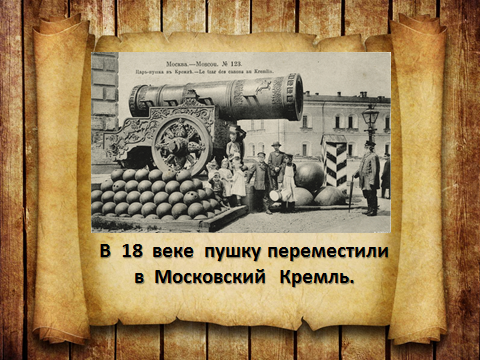 Москва.—Moscou. № 123.
Царь-пушка въ Кремлѣ.—Le tzar des canons au Kremlin.
В 18 веке пушку переместили
в Московский Кремль.